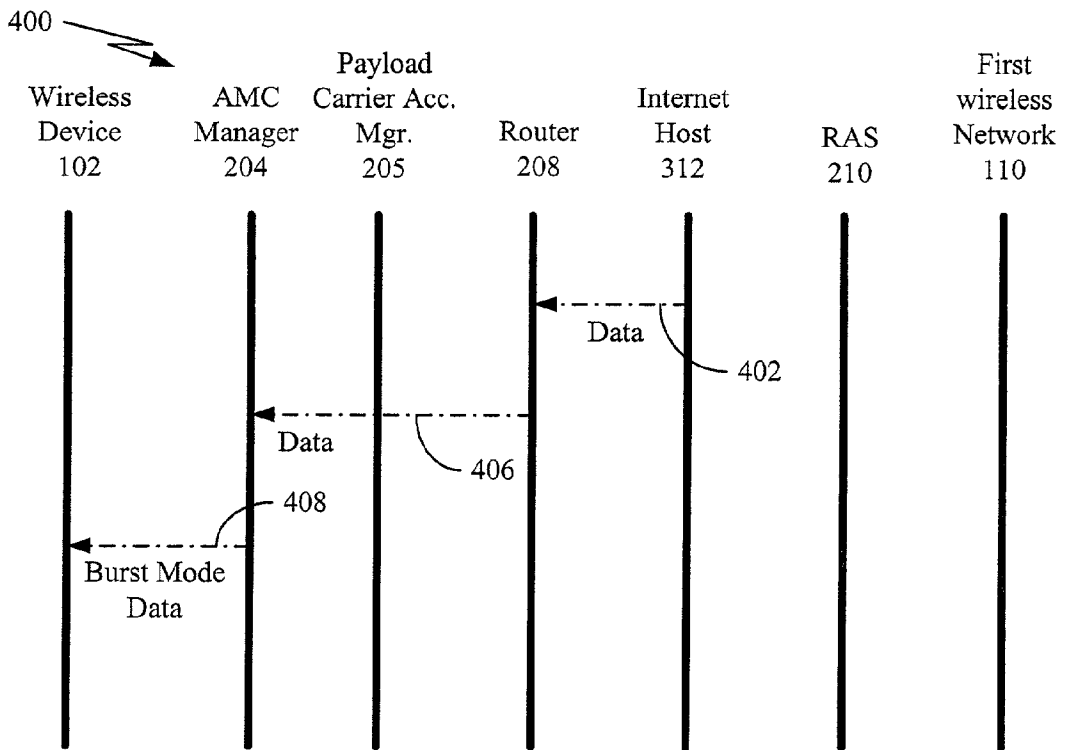 400
Wireless
Device
102
AMC
Manager
204
Payload
Carrier Acc.
Mgr.
205
Router
208
Internet
Host
312
RAS
210
First
wireless
Network
110
Data
402
Data
406
408
Burst Mode
Data